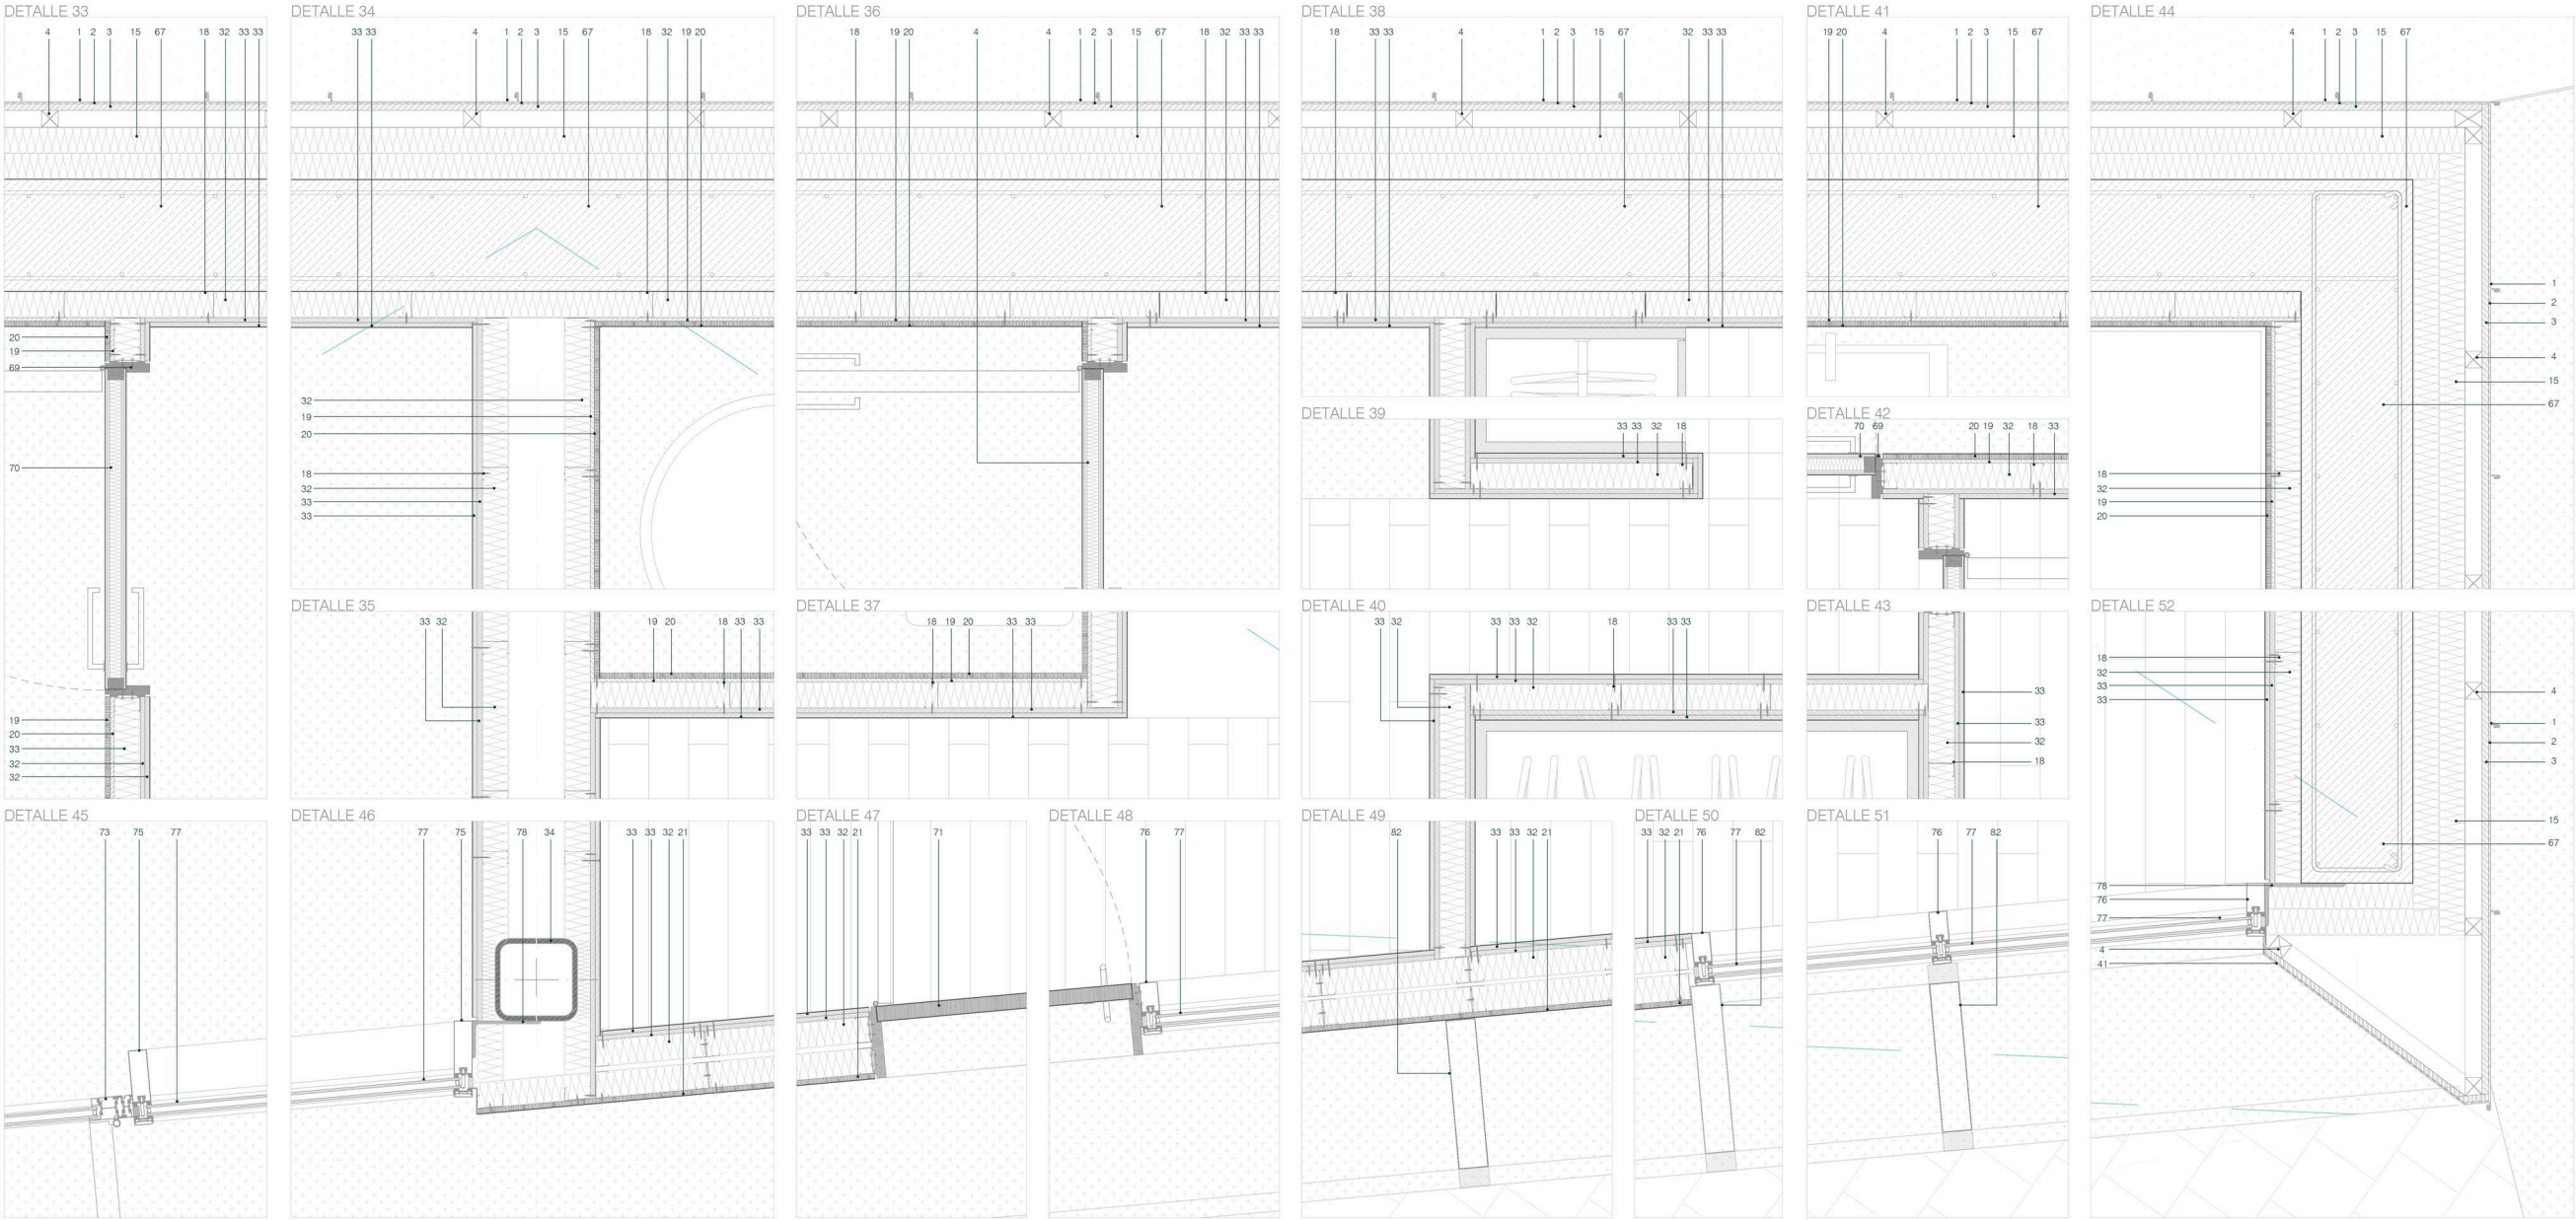 DETALLE 33
4 1 2 3 15 67 18 32 33 33
20
19
69
70
19
20
33
32
32
DETALLE 34
33 33 4 1 2 3 15 67 18 32 19 20
32
19
20
18
32
33
33
DETALLE 36
18 19 20 4 4 1 2 3 15 67 18 32 33 33
DETALLE 38
18 33 33 4 1 2 3 15 67 32 33 33
DETALLE 41
19 20 4 1 2 3 15 67
DETALLE 44
4 1 2 3 15 67
1
2
3
4
15
67
18
32
19
20
DETALLE 39
33 33 32 18
DETALLE 42
70 69 20 19 32 18 33
DETALLE 35
33 32 19 20 18 33 33
DETALLE 37
18 19 20 33 33
DETALLE 40
33 32 33 33 32 18 33 33
DETALLE 43
33
33
32
18
DETALLE 52
18
32
33
33
4
1
2
3
15
67
78
76
77
4
41
DETALLE 45
73 75 77
DETALLE 46
77 75 78 34 33 33 32 21
DETALLE 47
33 33 32 21 71
DETALLE 48
76 77
DETALLE 49
82 33 33 32 21
DETALLE 50
33 32 21 76 77 82
DETALLE 51
76 77 82